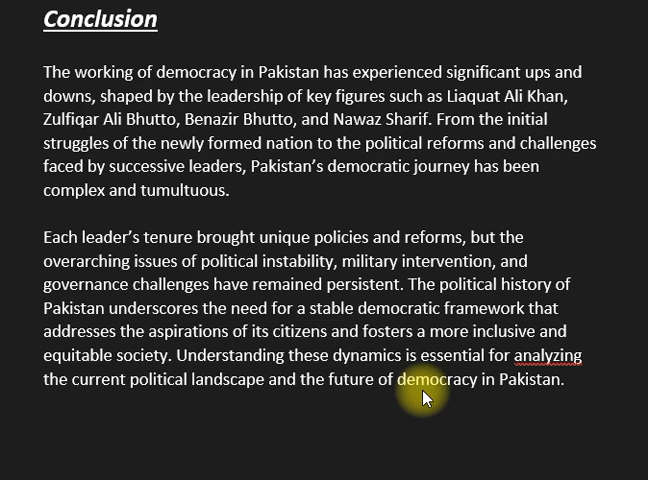 Conclusion
The working of democracy in Pakistan has experienced significant ups and
downs, shaped by the leadership of key figures such as Liaquat Ali Khan,
Zulfiqar Ali Bhutto, Benazir Bhutto, and Nawaz Sharif. From the initial
struggles of the newly formed nation to the political reforms and challenges
faced by successive leaders, Pakistan’s democratic journey has been
complex and tumultuous.
Each leader’s tenure brought unique policies and reforms, but the
overarching issues of political instability, military intervention, and
governance challenges have remained persistent. The political history of
Pakistan underscores the need for a stable democratic framework that
addresses the aspirations of its citizens and fosters a more inclusive and
equitable society. Understanding these dynamics is essential for analyzing
the current political landscape and the future of democracy in Pakistan.